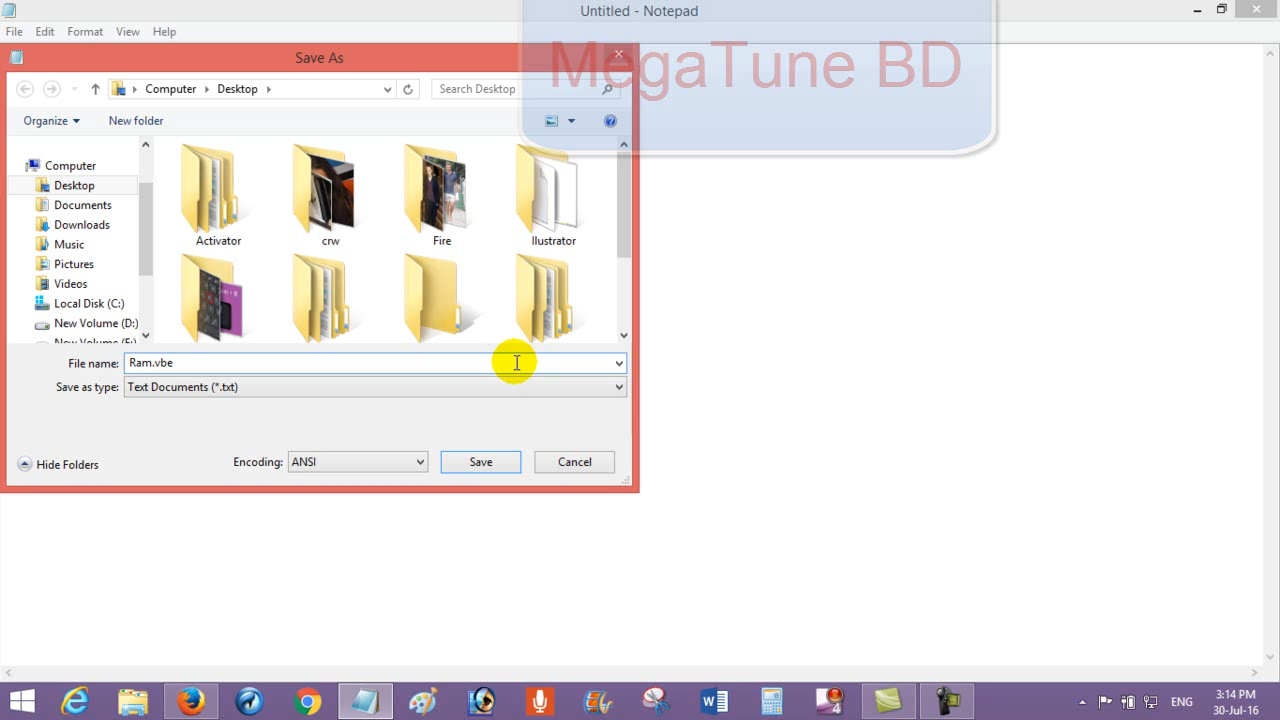 Untitled - Notepad
File Edit Format View Help
MegaTune BD
Save As
Computer Desktop
Search Desktop
Organize New folder
Computer
Desktop
Documents
Downloads
Music
Pictures
Videos
Local Disk (C:)
New Volume (D:)
Activator crw Fire Ilustrator
File name: Ram.vbe
Save as type: Text Documents (*.txt)
Hide Folders Encoding: ANSI Save Cancel
4
ENG
3:14 PM
30-Jul-16